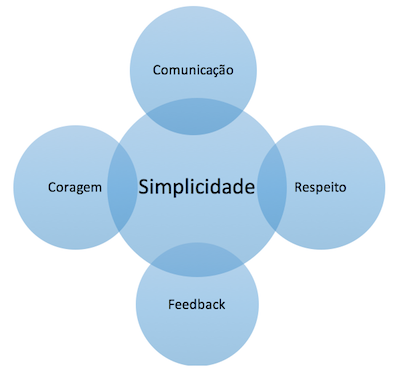 Comunicação
Coragem
Simplicidade
Respeito
Feedback